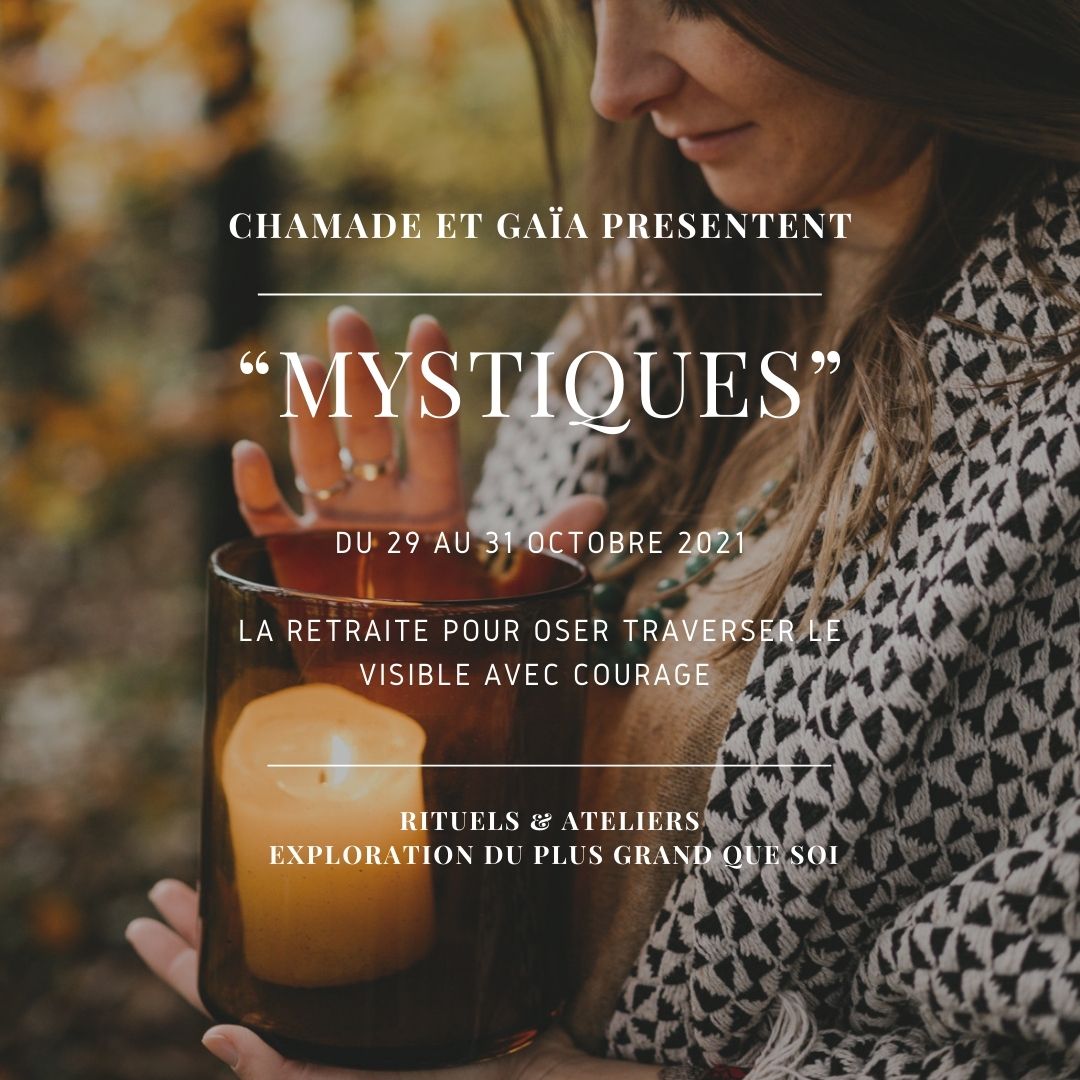 CHAMADE ET GAÏA PRESENTENT
“MYSTIQUES”
DU 29 AU 31 OCTOBRE 2021
LA RETRAITE POUR OSER TRAVERSER LE
VISIBLE AVEC COURAGE
RITUELS & ATELIERS
EXPLORATION DU PLUS GRAND QUE SOI